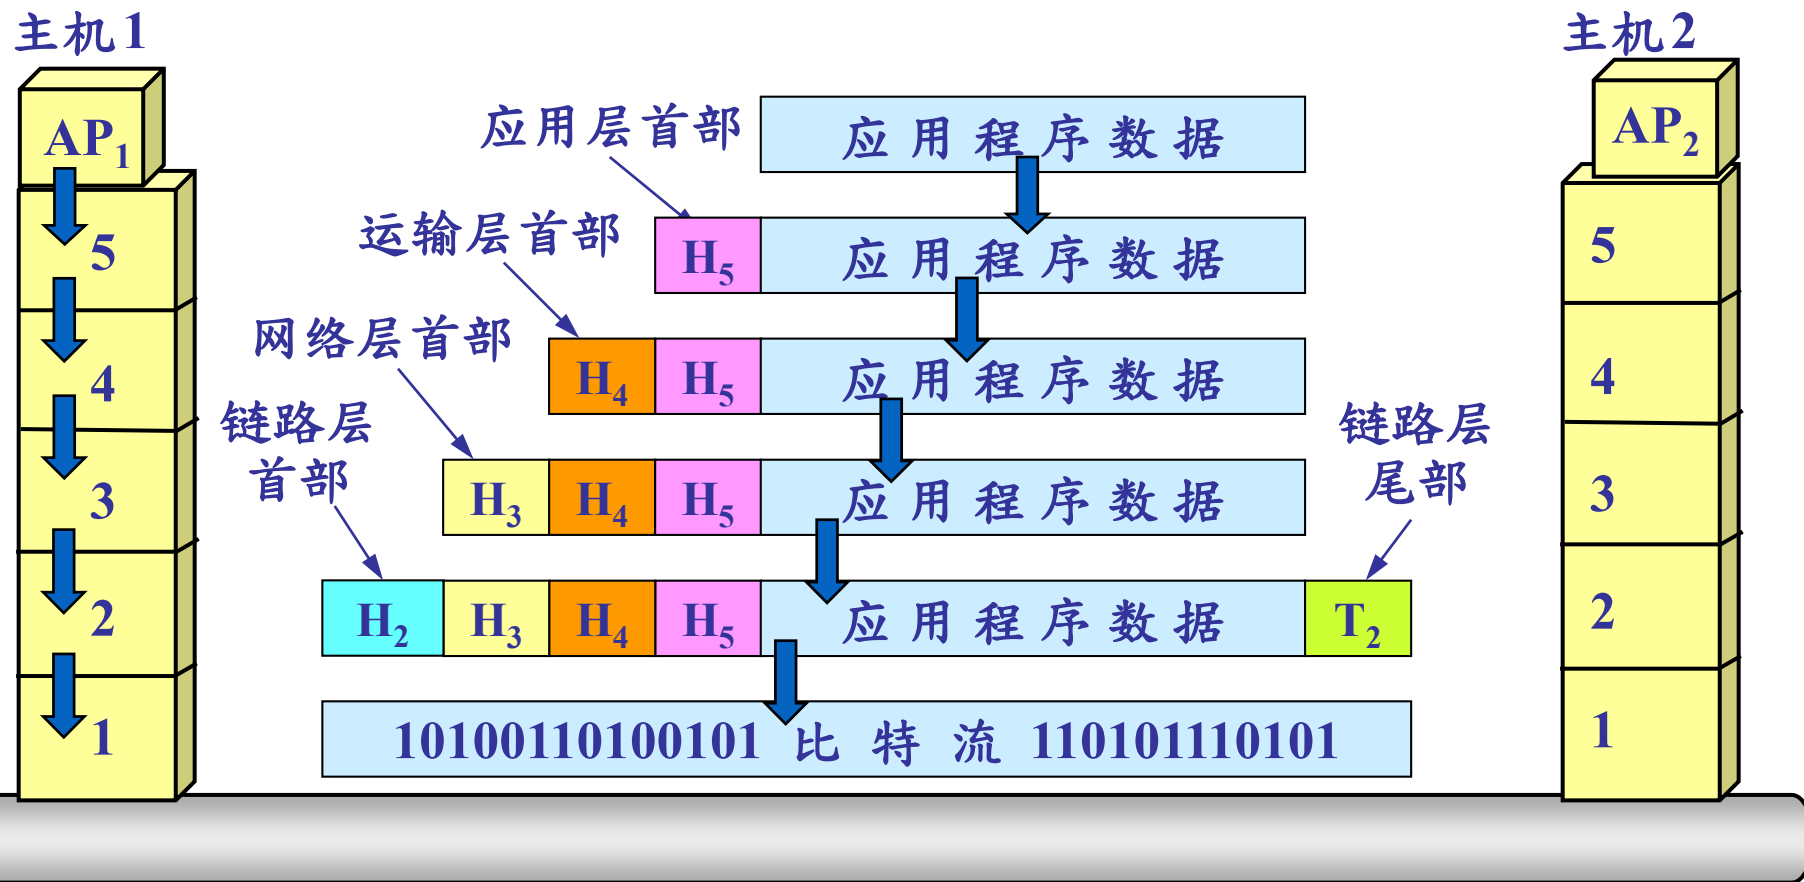 主机1
主机2
AP1
AP2
应用层首部
应用程序数据
运输层首部
H5 应用程序数据
5
5
网络层首部
H4 H5 应用程序数据
4
4
链路层
首部
链路层
尾部
H3 H4 H5 应用程序数据
3
3
H2 H3 H4 H5 应用程序数据 T2
2
2
10100110100101 比特流 110101110101
1
1